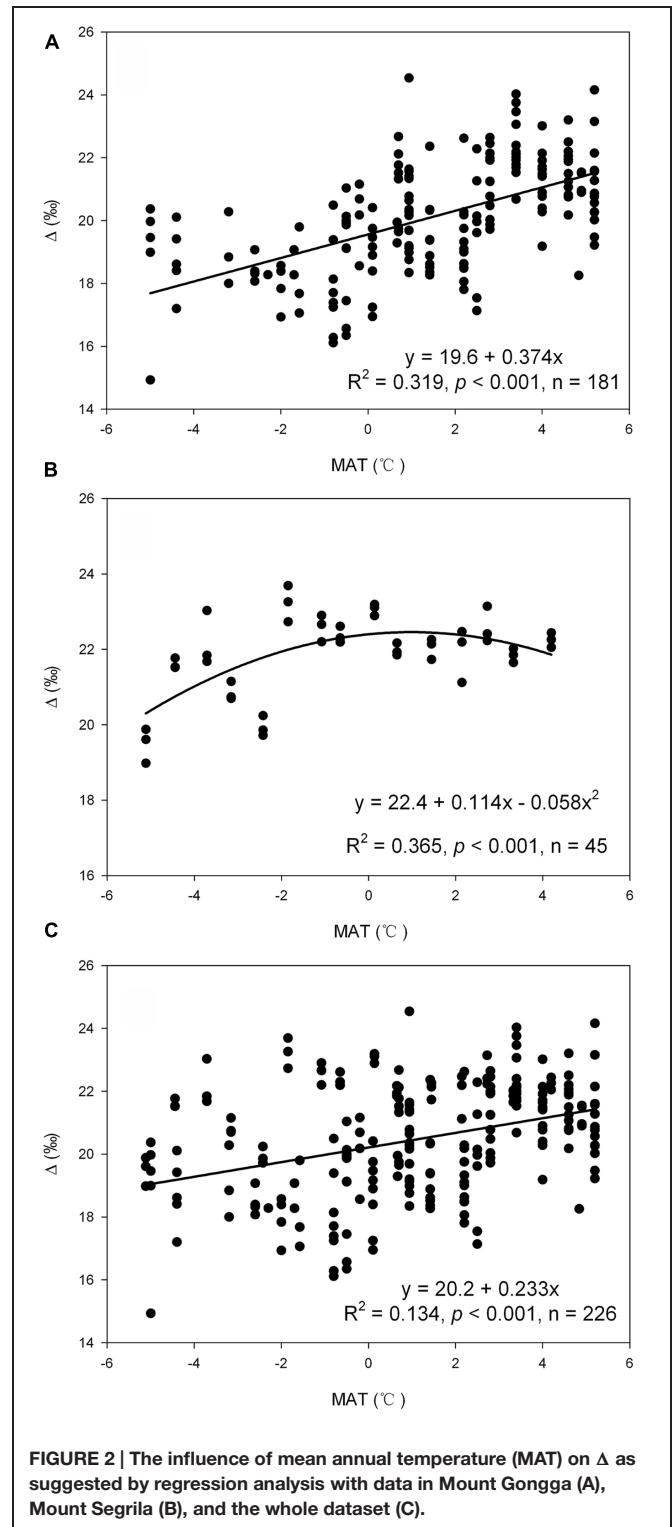 A
26
24
22
20
18
16
14
Δ (‰)
y = 19.6 + 0.374x
R² = 0.319, p < 0.001, n = 181
-6 -4 -2 0 2 4 6
MAT (℃)
B
26
24
22
20
18
16
Δ (‰)
y = 22.4 + 0.114x - 0.058x²
R² = 0.365, p < 0.001, n = 45
-6 -4 -2 0 2 4 6
MAT (℃)
C
26
24
22
20
18
16
14
Δ (‰)
y = 20.2 + 0.233x
R² = 0.134, p < 0.001, n = 226
-6 -4 -2 0 2 4 6
MAT (℃)
FIGURE 2 | The influence of mean annual temperature (MAT) on Δ as
suggested by regression analysis with data in Mount Gongga (A),
Mount Segrila (B), and the whole dataset (C).